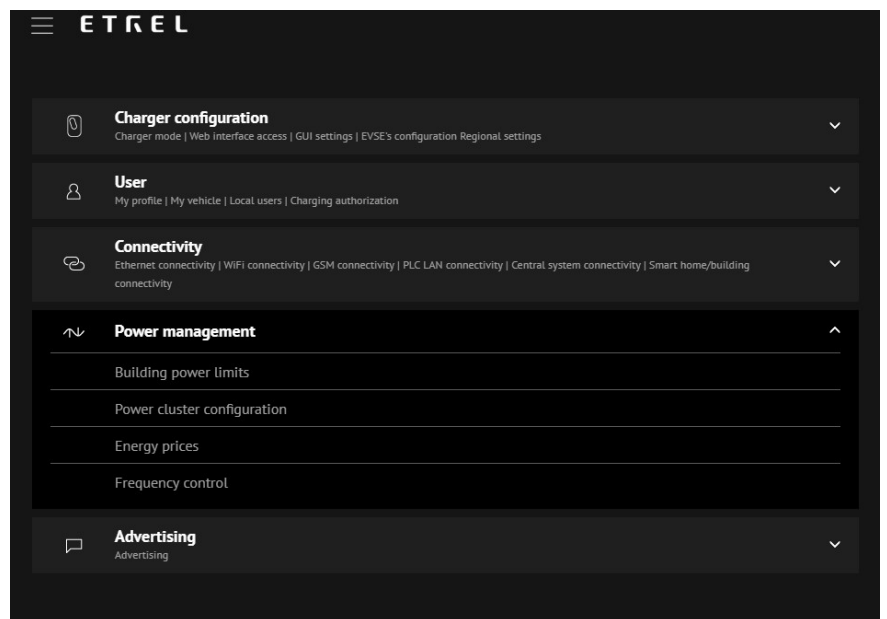 ETREL
Charger configuration
Charger mode | Web interface access | GUI settings | EVSE's configuration Regional settings
User
My profile | My vehicle | Local users | Charging authorization
Connectivity
Ethernet connectivity | WiFi connectivity | GSM connectivity | PLC LAN connectivity | Central system connectivity | Smart home/building
connectivity
Power management
Building power limits
Power cluster configuration
Energy prices
Frequency control
Advertising
Advertising